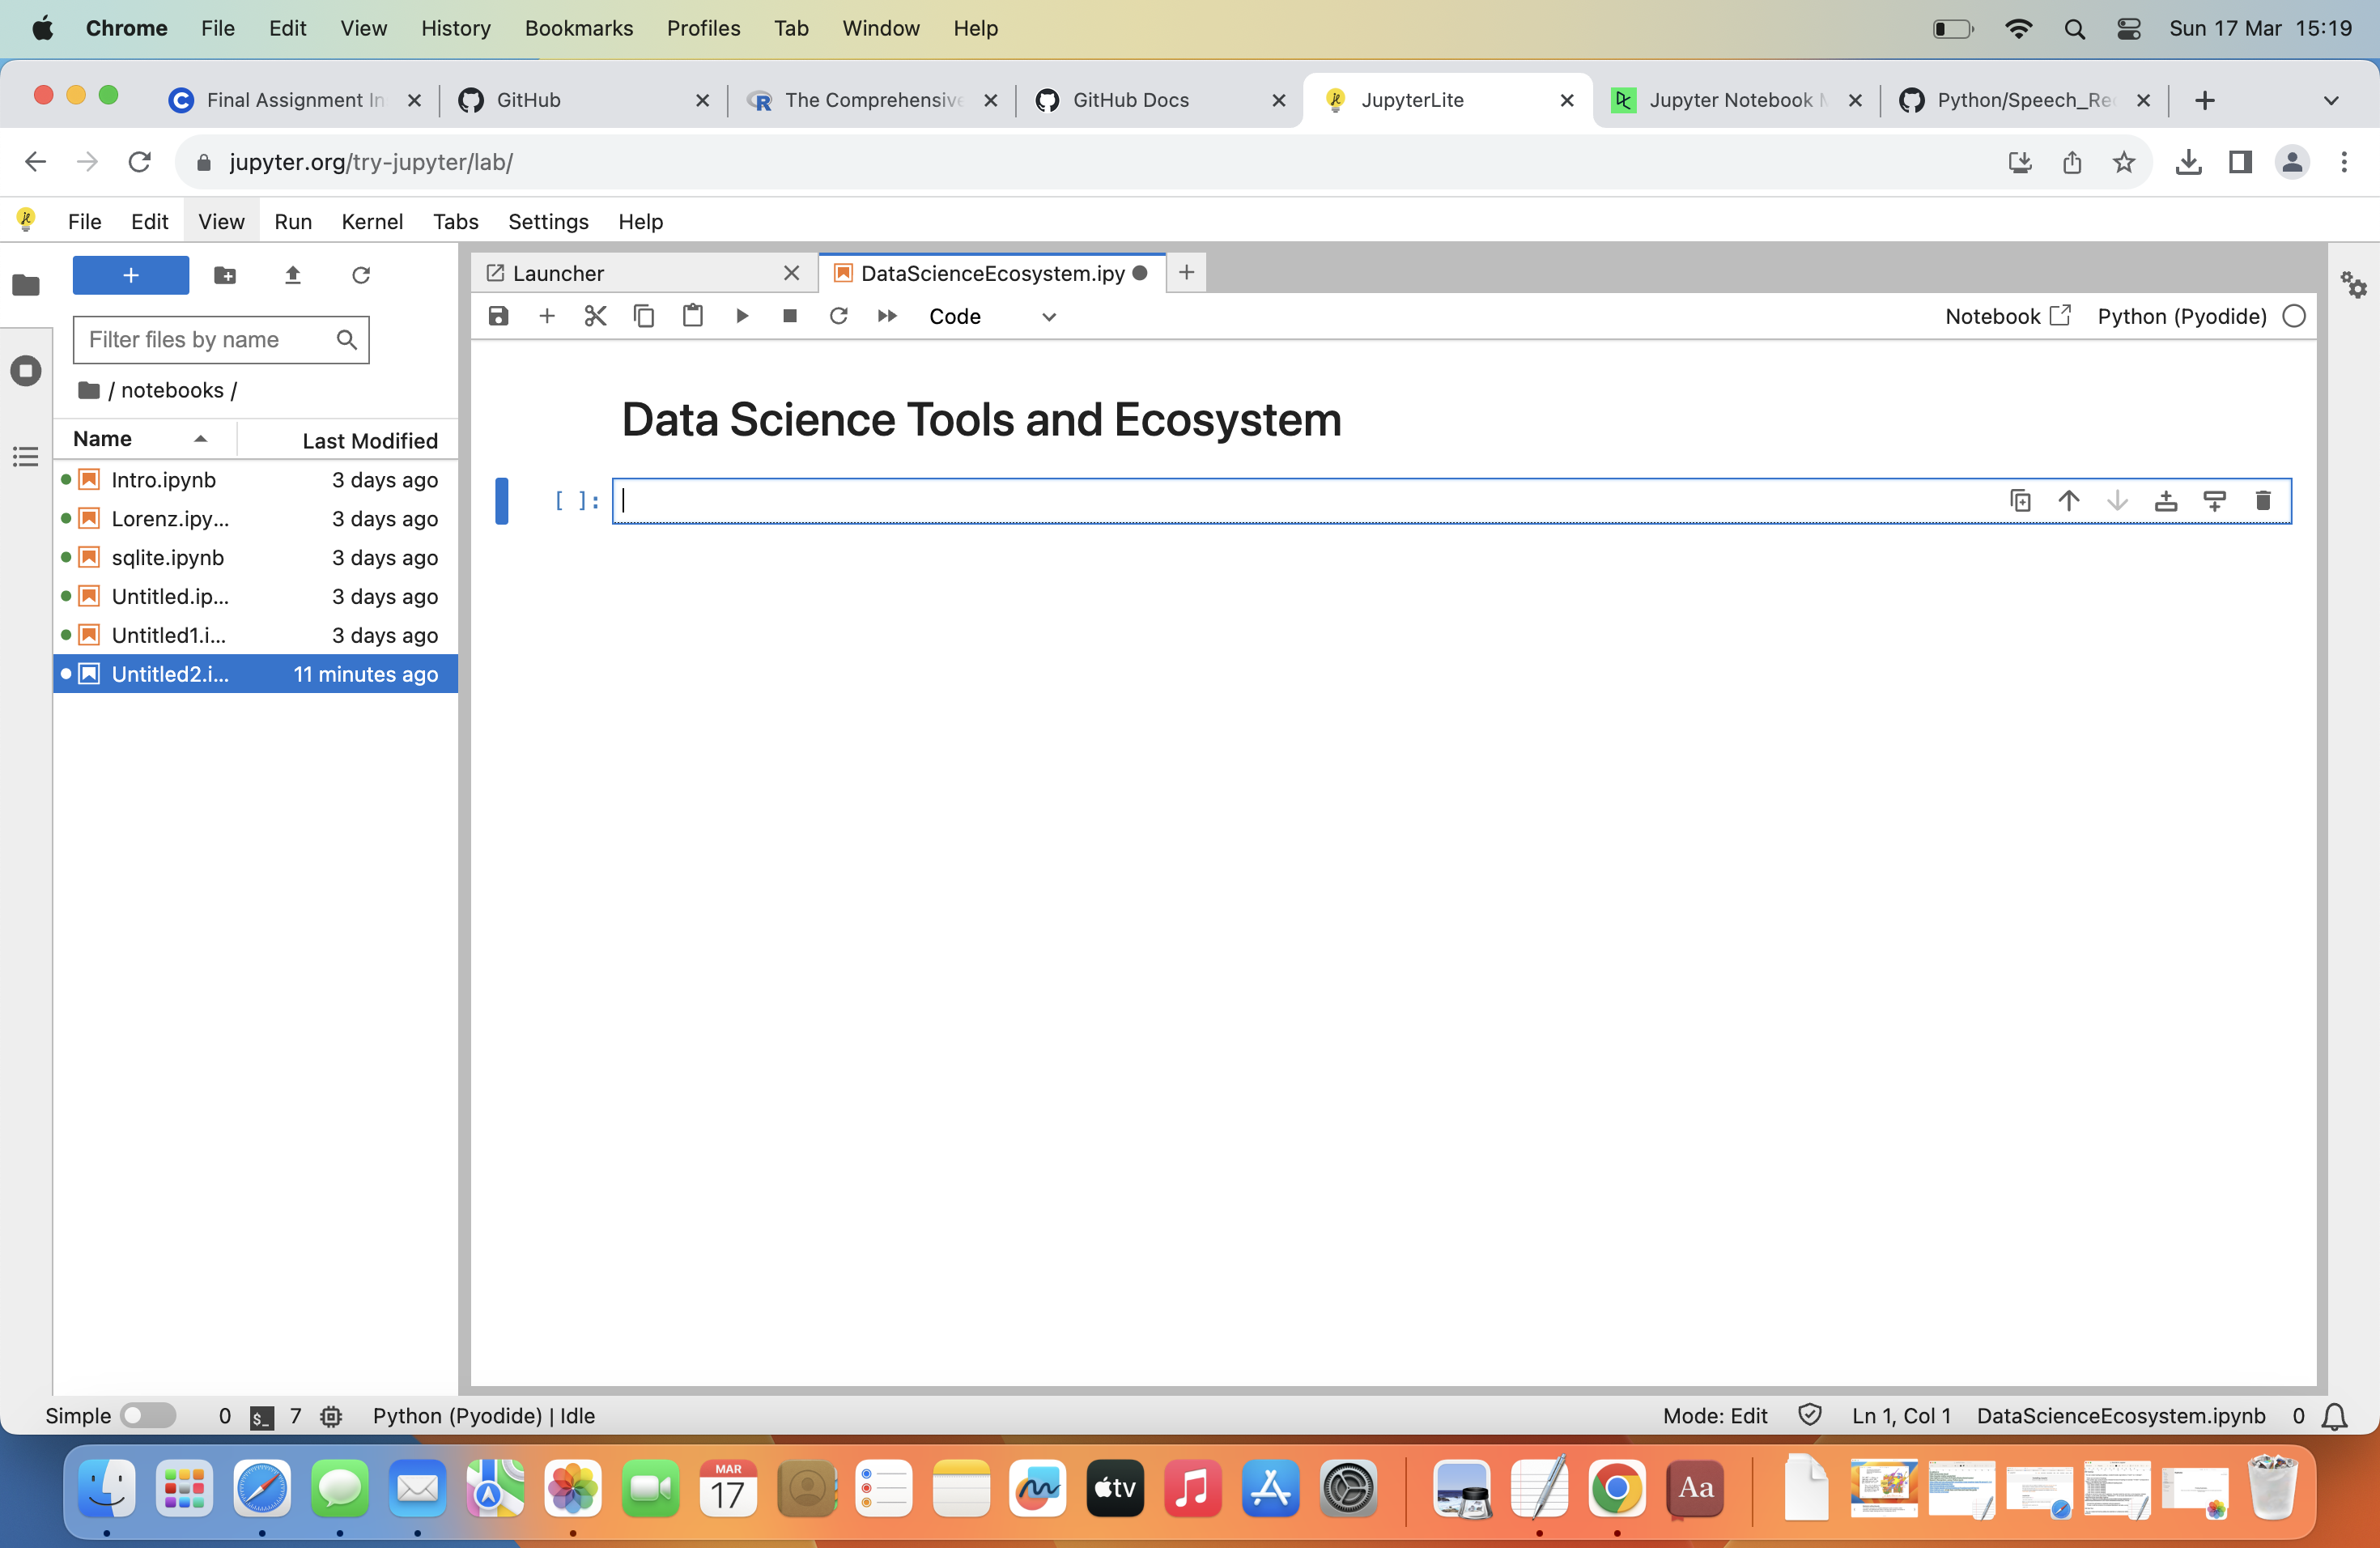 Chrome File Edit View History Bookmarks Profiles Tab Window Help Sun 17 Mar 15:19
Final Assignment In GitHub The Comprehensive GitHub Docs JupyterLite Jupyter Notebook M Python/Speech_Rec
jupyter.org/try-jupyter/lab/
File Edit View Run Kernel Tabs Settings Help
Launcher DataScienceEcosystem.ipy
Code Notebook Python (Pyodide)
Filter files by name
/ notebooks /
Name Last Modified
Intro.ipynb 3 days ago
Lorenz.ipy... 3 days ago
sqlite.ipynb 3 days ago
Untitled.ip... 3 days ago
Untitled1.i... 3 days ago
Untitled2.i... 11 minutes ago
Data Science Tools and Ecosystem
[ ]:
Simple 0 $_ 7 Python (Pyodide) | Idle Mode: Edit Ln 1, Col 1 DataScienceEcosystem.ipynb 0
MAR
17
tv
Aa